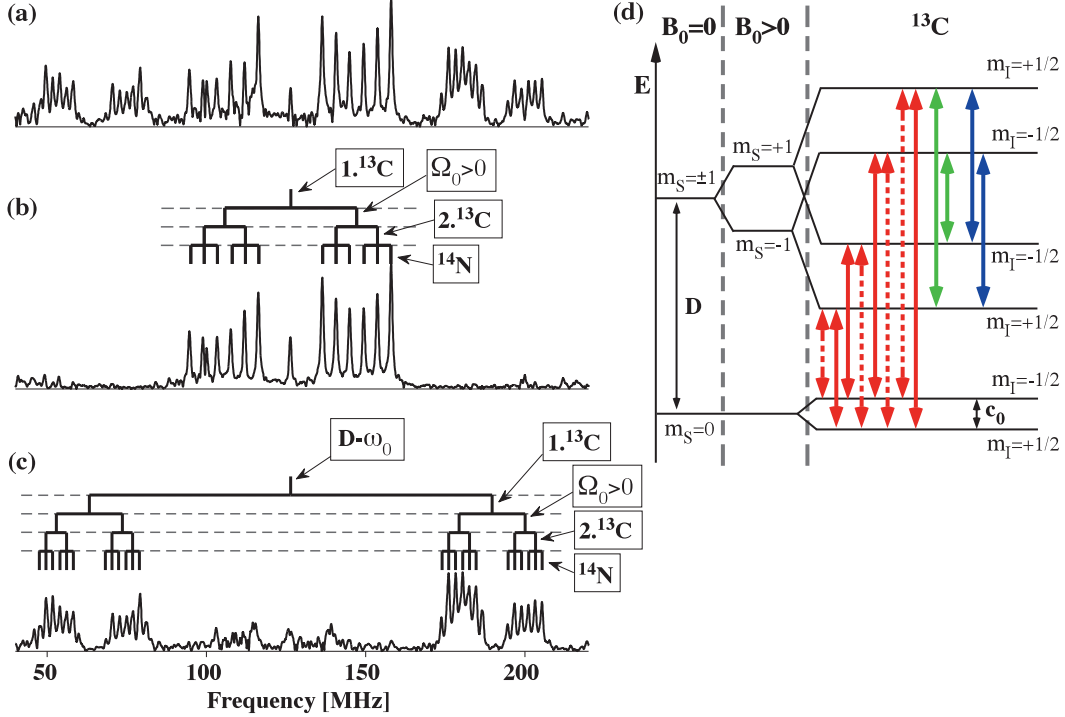 (a)
(b)
1.¹³C
Ω₀>0
2.¹³C
¹⁴N
(c)
D-ω₀
1.¹³C
Ω₀>0
2.¹³C
¹⁴N
50 100 150 200
Frequency [MHz]
(d)
B₀=0 B₀>0 ¹³C
E
m_I=+1/2
m_I=-1/2
m_S=+1
m_S=±1
m_S=-1
m_I=-1/2
D
m_I=+1/2
m_I=-1/2
c₀
m_S=0
m_I=+1/2